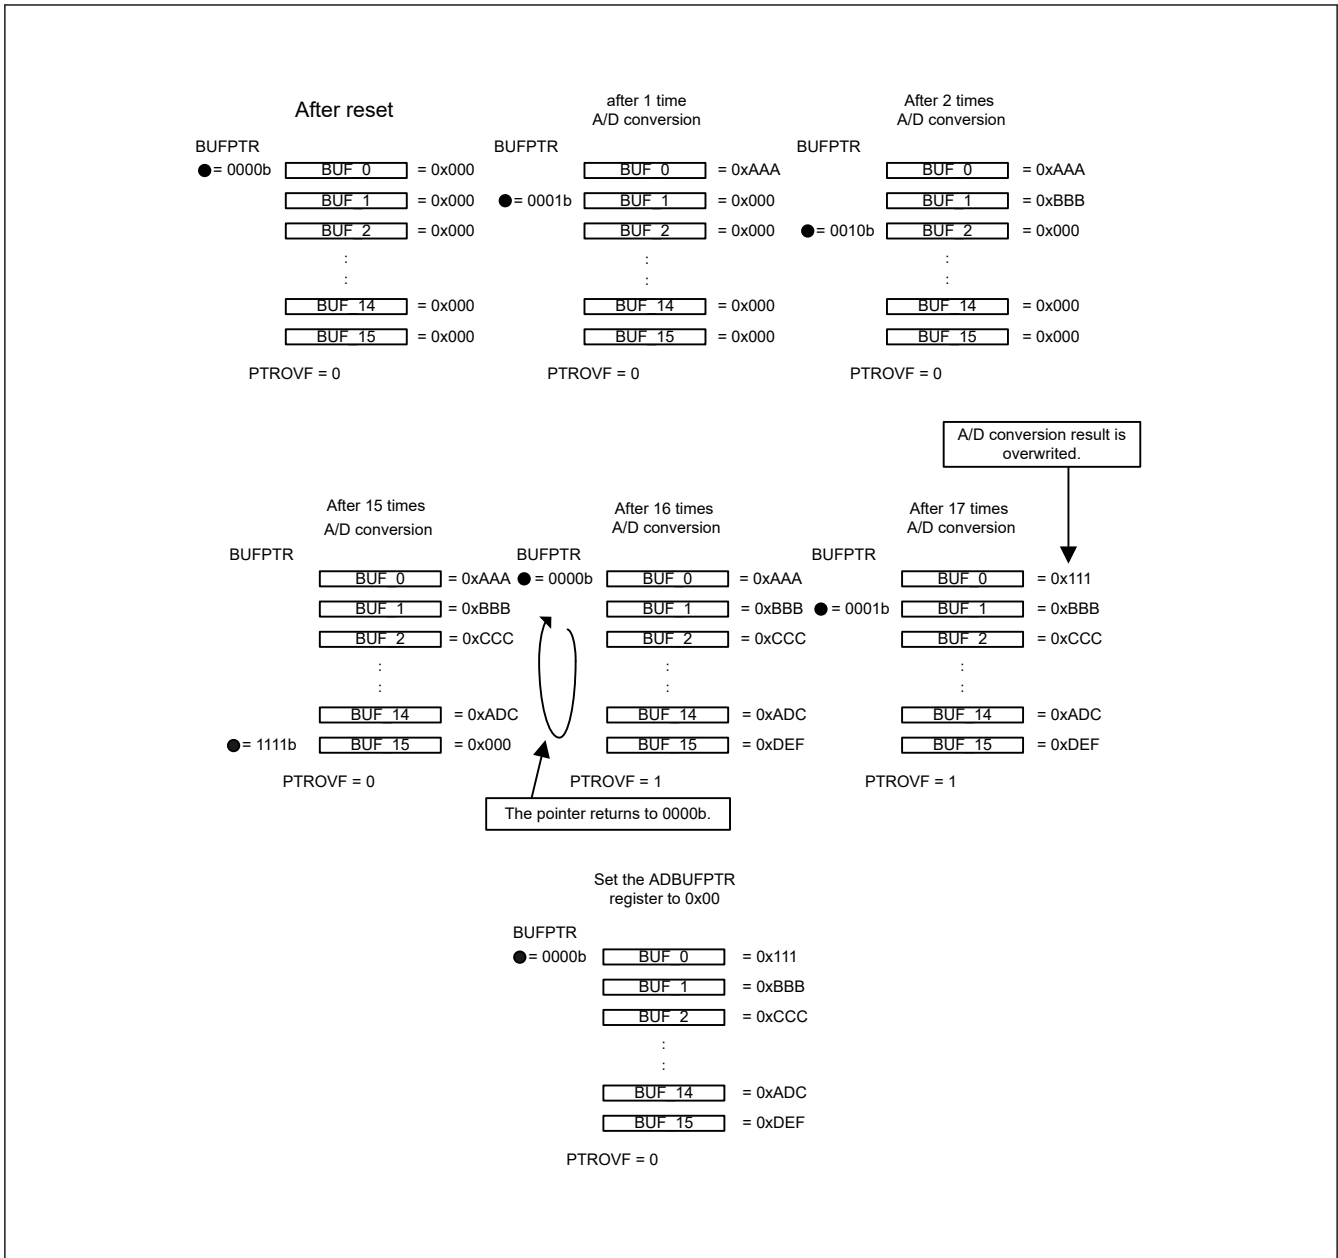 After reset
BUFPTR
= 0000b BUF_0 = 0x000
BUF_1 = 0x000
BUF_2 = 0x000
:
:
BUF_14 = 0x000
BUF_15 = 0x000
PTROVF = 0
after 1 time
A/D conversion
BUFPTR
BUF_0 = 0xAAA
= 0001b BUF_1 = 0x000
BUF_2 = 0x000
:
:
BUF_14 = 0x000
BUF_15 = 0x000
PTROVF = 0
After 2 times
A/D conversion
BUFPTR
BUF_0 = 0xAAA
BUF_1 = 0xBBB
= 0010b BUF_2 = 0x000
:
:
BUF_14 = 0x000
BUF_15 = 0x000
PTROVF = 0
After 15 times
A/D conversion
BUFPTR
BUF_0 = 0xAAA
BUF_1 = 0xBBB
BUF_2 = 0xCCC
:
:
BUF_14 = 0xADC
= 1111b BUF_15 = 0x000
PTROVF = 0
After 16 times
A/D conversion
BUFPTR
= 0000b BUF_0 = 0xAAA
BUF_1 = 0xBBB
BUF_2 = 0xCCC
:
:
BUF_14 = 0xADC
BUF_15 = 0xDEF
PTROVF = 1
The pointer returns to 0000b.
A/D conversion result is
overwrited.
After 17 times
A/D conversion
BUFPTR
BUF_0 = 0x111
= 0001b BUF_1 = 0xBBB
BUF_2 = 0xCCC
:
:
BUF_14 = 0xADC
BUF_15 = 0xDEF
PTROVF = 1
Set the ADBUFPTR
register to 0x00
BUFPTR
= 0000b BUF_0 = 0x111
BUF_1 = 0xBBB
BUF_2 = 0xCCC
:
:
BUF_14 = 0xADC
BUF_15 = 0xDEF
PTROVF = 0